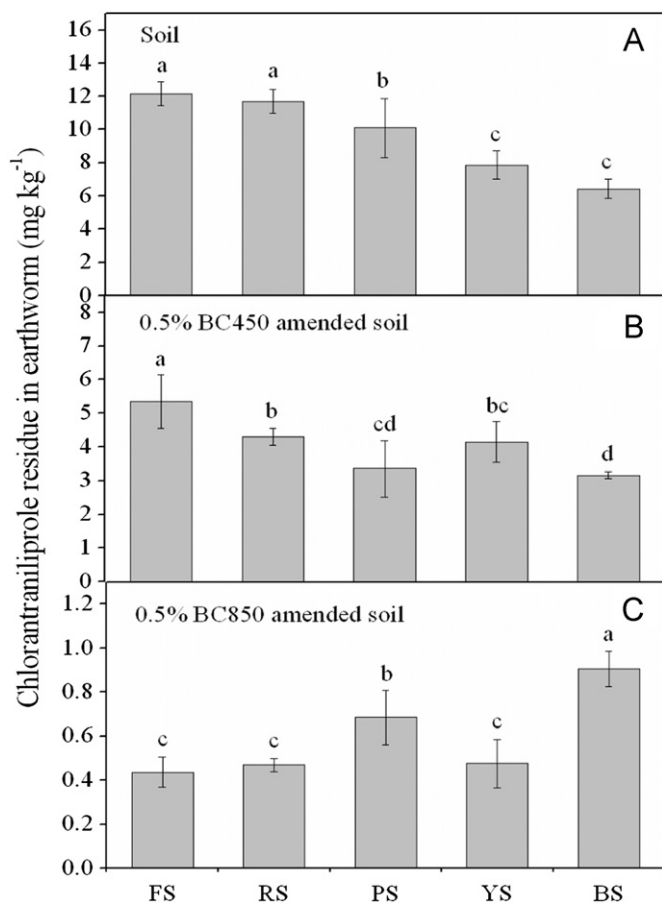 Chlorantraniliprole residue in earthworm (mg kg-1)
Soil
A
16
14
12
10
8
6
4
2
0
a
a
b
c
c
0.5% BC450 amended soil
B
8
7
6
5
4
3
2
1
0
a
b
cd
bc
d
0.5% BC850 amended soil
C
1.2
1.0
0.8
0.6
0.4
0.2
0.0
c
c
b
c
a
FS RS PS YS BS